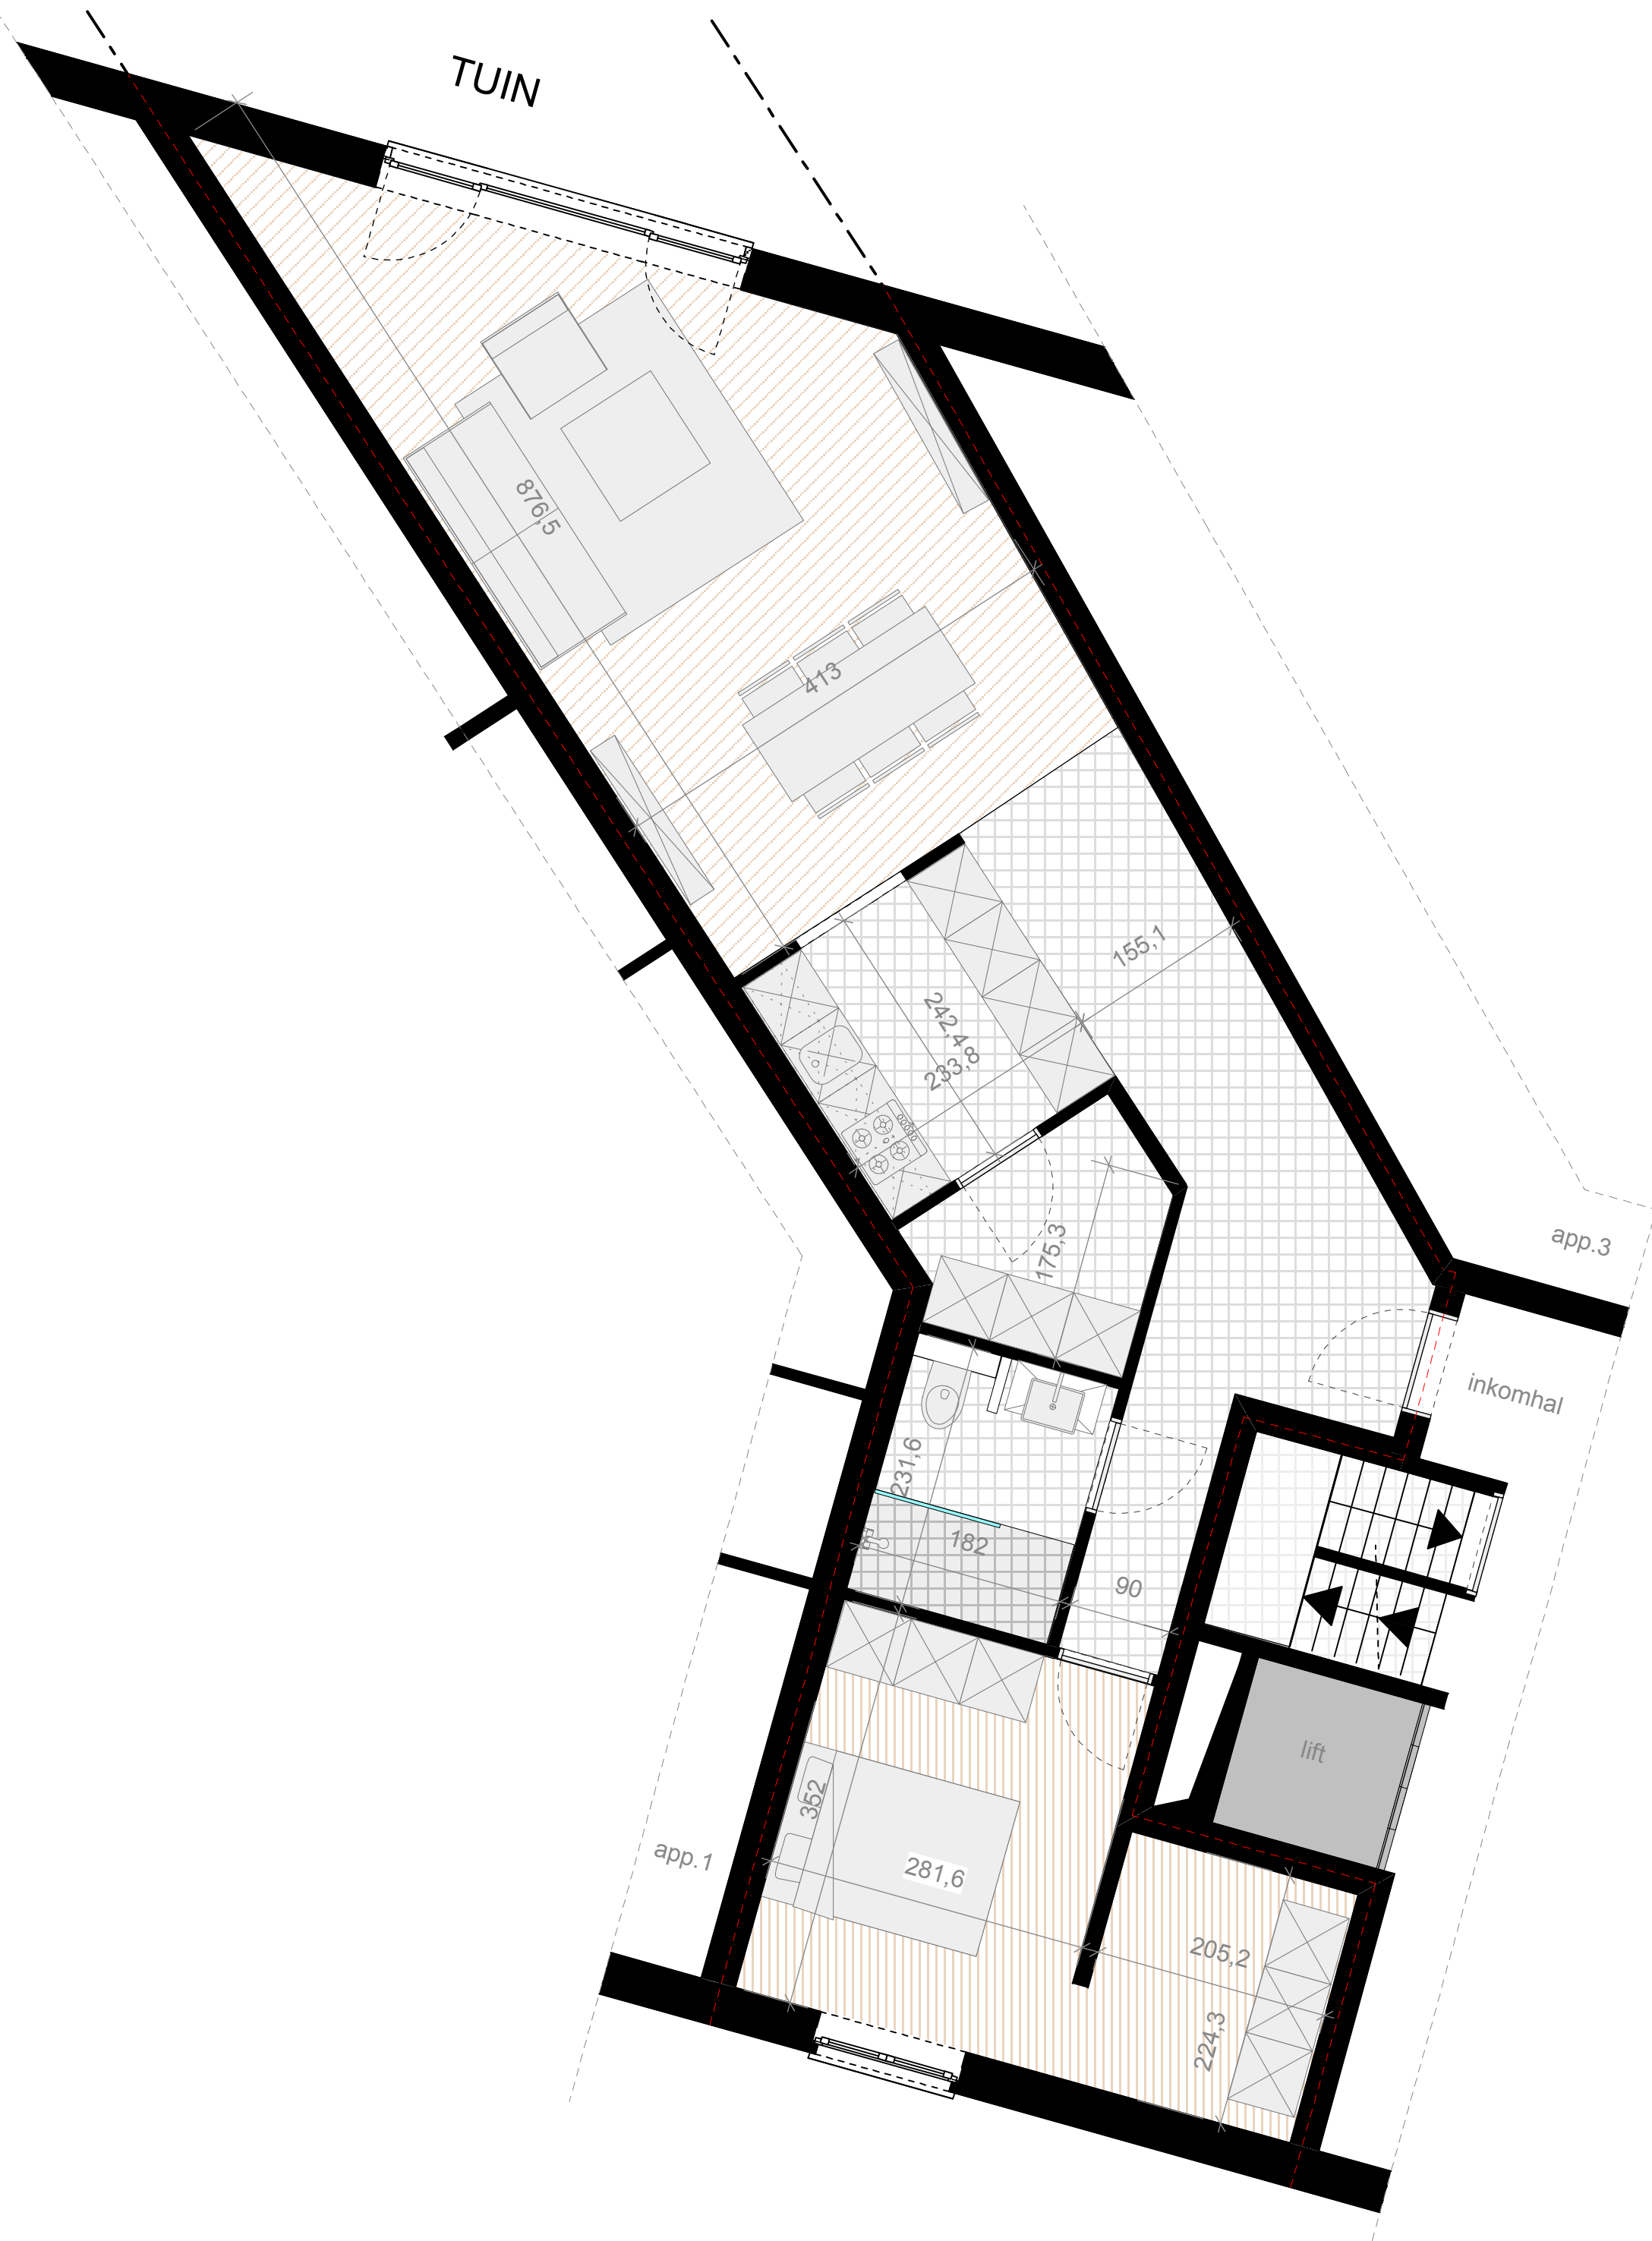 TUIN
876,5
413
155,1
242,4
233,8
175,3
app.3
inkomhal
231,6
182
90
lift
352
app.1
281,6
205,2
224,3